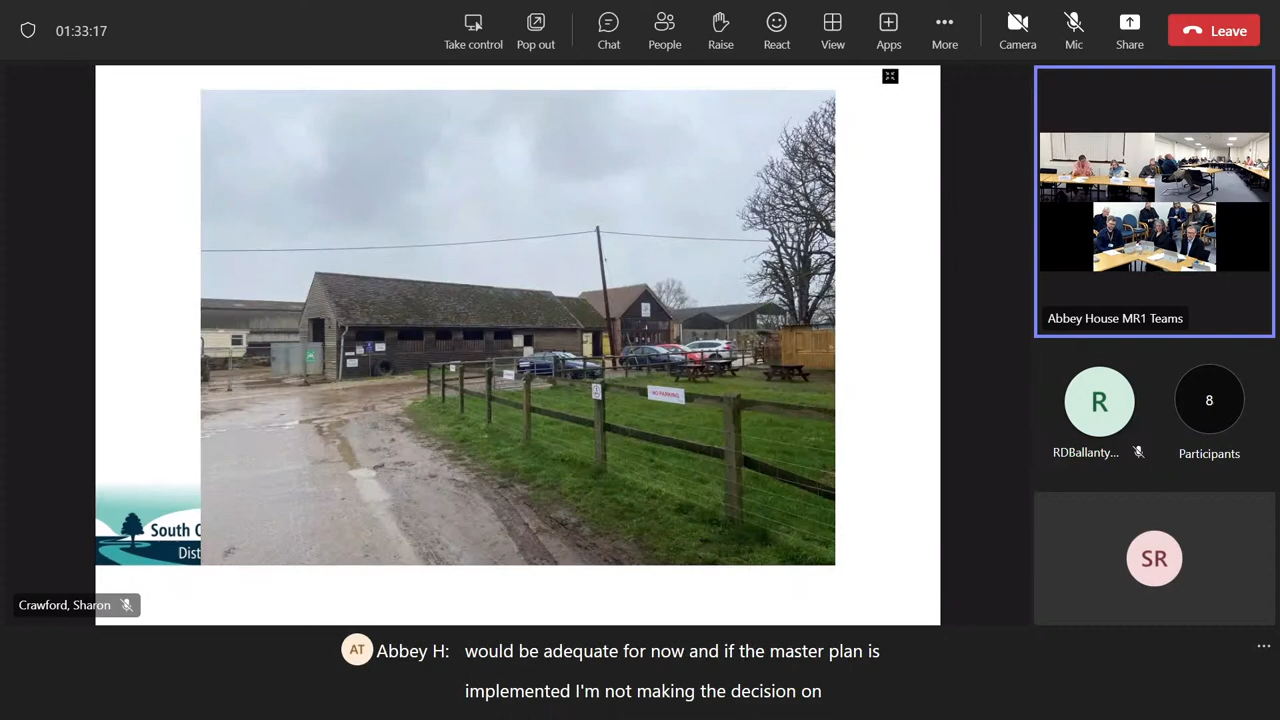 01:33:17
Take control
Pop out
Chat
People
Raise
React
View
Apps
More
Camera
Mic
Share
Leave
NO PARKING
Abbey House MR1 Teams
R
8
RDBallanty...
Participants
South O
Dist
SR
Crawford, Sharon
AT
Abbey H: would be adequate for now and if the master plan is
implemented I'm not making the decision on